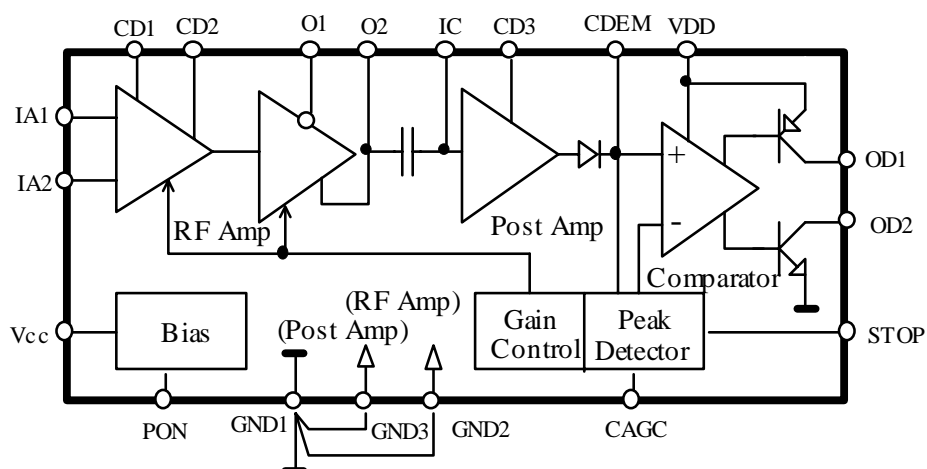 CD1 CD2 O1 O2 IC CD3 CDEM VDD
IA1
IA2
+
-
OD1
OD2
RF Amp
Post Amp
Comparator
(RF Amp)
(Post Amp)
Vcc
Bias
Gain
Control
Peak
Detector
STOP
PON
GND1
GND3
GND2
CAGC